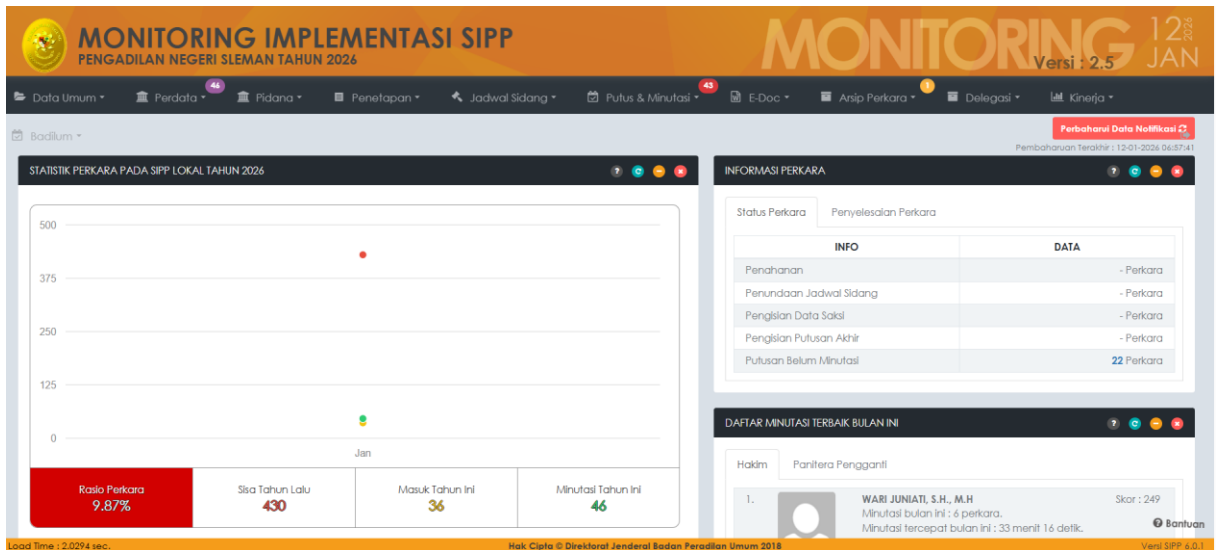 MONITORING IMPLEMENTASI SIPP
PENGADILAN NEGERI SLEMAN TAHUN 2026
MONITORING
Versi : 2.5
12 2026
JAN
Data Umum
Perdata 46
Pidana
Penetapan
Jadwal Sidang
Putus & Minutasi 43
E-Doc
Arsip Perkara 1
Delegasi
Kinerja
Badilum
Perbaharui Data Notifikasi
Pembaharuan Terakhir : 12-01-2026 06:57:41
STATISTIK PERKARA PADA SIPP LOKAL TAHUN 2026
500
375
250
125
0
Jan
Rasio Perkara
9.87%
Sisa Tahun Lalu
430
Masuk Tahun Ini
36
Minutasi Tahun Ini
46
INFORMASI PERKARA
Status Perkara Penyelesaian Perkara
INFO DATA
Penahanan - Perkara
Penundaan Jadwal Sidang - Perkara
Pengisian Data Saksi - Perkara
Pengisian Putusan Akhir - Perkara
Putusan Belum Minutasi 22 Perkara
DAFTAR MINUTASI TERBAIK BULAN INI
Hakim Panitera Pengganti
1. WARI JUNIATI, S.H., M.H Skor : 249
Minutasi bulan ini : 6 perkara.
Minutasi tercepat bulan ini : 33 menit 16 detik.
Bantuan
Load Time : 2.0294 sec.
Hak Cipta © Direktorat Jenderal Badan Peradilan Umum 2018
Versi SIPP 6.0.1